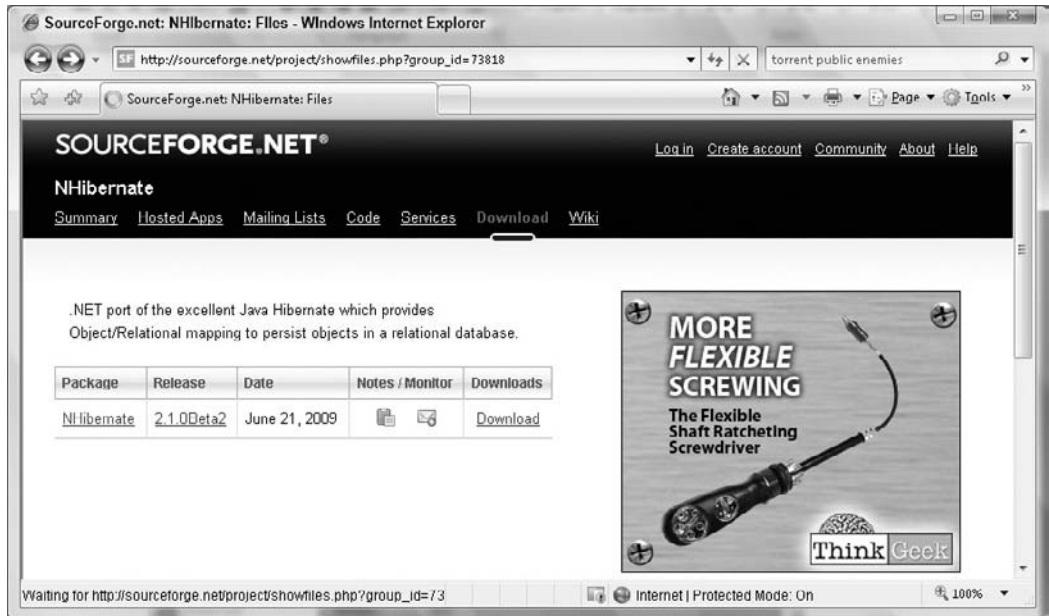 SourceForge.net: NHibernate: Files - Windows Internet Explorer
SF http://sourceforge.net/project/showfiles.php?group_id=73818
torrent public enemies
SourceForge.net: NHibernate: Files
Page
Tools
SOURCEFORGE.NET®
Log in Create account Community About Help
NHibernate
Summary Hosted Apps Mailing Lists Code Services Download Wiki
.NET port of the excellent Java Hibernate which provides
Object/Relational mapping to persist objects in a relational database.
Package Release Date Notes / Monitor Downloads
NHibernate 2.1.0Beta2 June 21, 2009 Download
MORE
FLEXIBLE
SCREWING
The Flexible
Shaft Ratcheting
Screwdriver
Think Geek
Waiting for http://sourceforge.net/project/showfiles.php?group_id=73
Internet | Protected Mode: On
100%